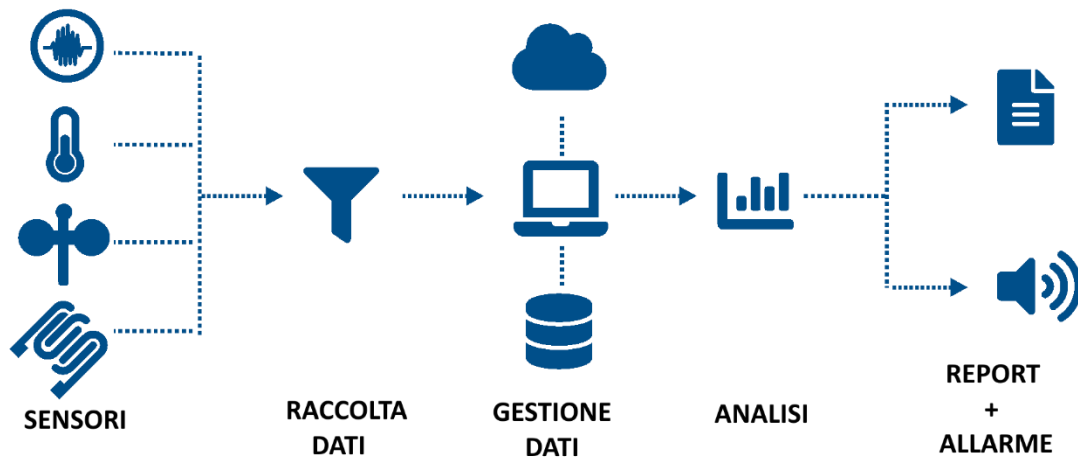 SENSORI
RACCOLTA
DATI
GESTIONE
DATI
ANALISI
REPORT
+
ALLARME